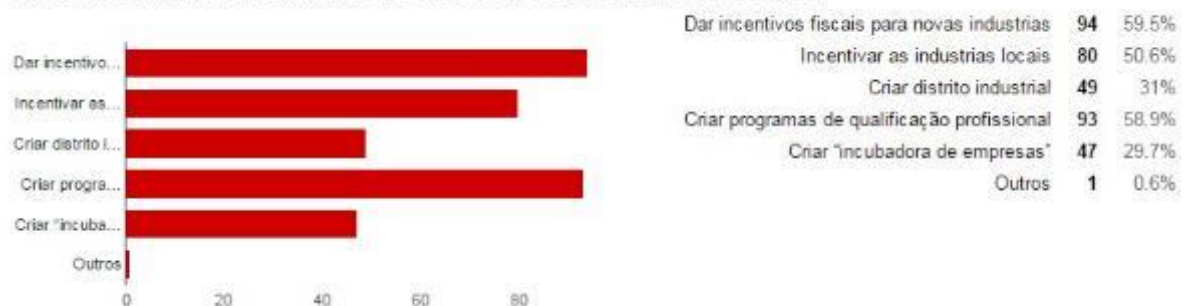 Dar incentivo...
Incentivar as...
Criar distrito i...
Criar progra...
Criar "incuba...
Outros
0 20 40 60 80
Dar incentivos fiscais para novas industrias 94 59.5%
Incentivar as industrias locais 80 50.6%
Criar distrito industrial 49 31%
Criar programas de qualificação profissional 93 58.9%
Criar "incubadora de empresas" 47 29.7%
Outros 1 0.6%